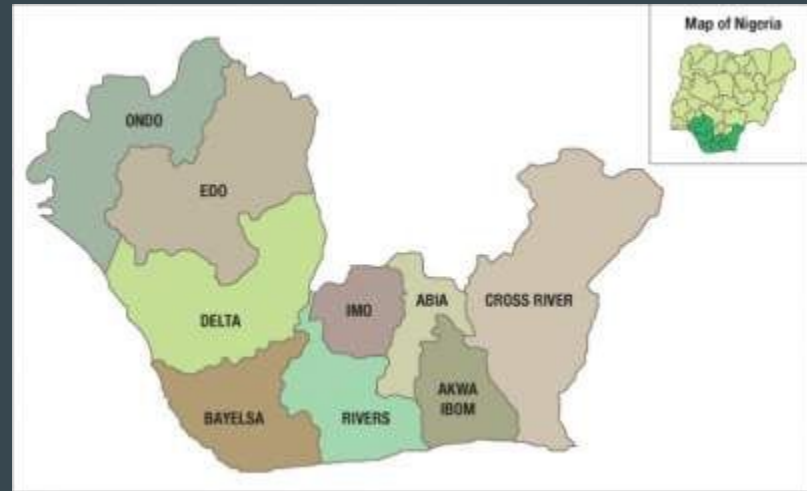 Map of Nigeria
ONDO
EDO
DELTA
IMO
ABIA
CROSS RIVER
BAYELSA
RIVERS
AKWA
IBOM